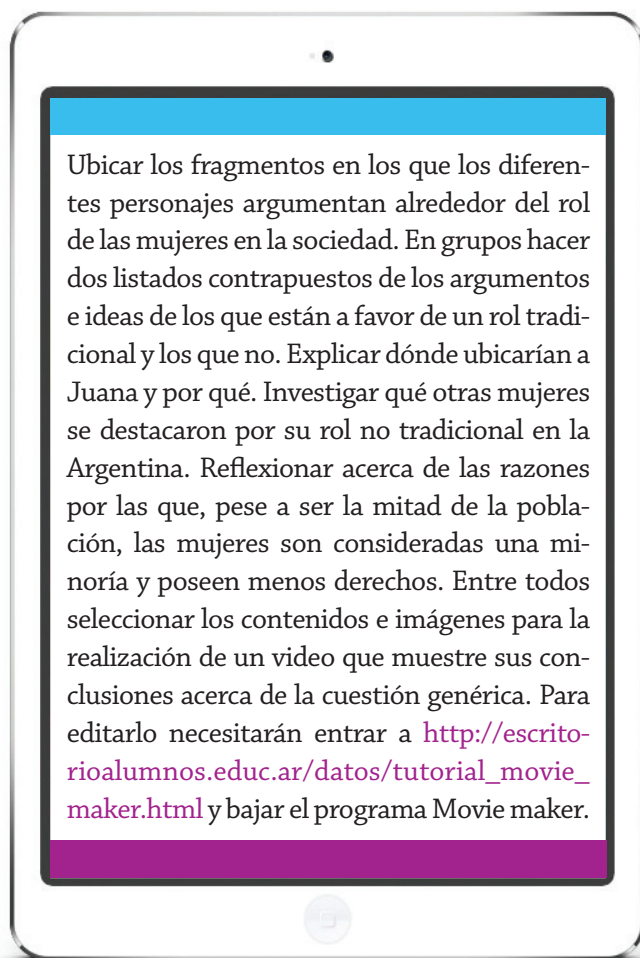 Ubicar los fragmentos en los que los diferen-
tes personajes argumentan alrededor del rol
de las mujeres en la sociedad. En grupos hacer
dos listados contrapuestos de los argumentos
e ideas de los que están a favor de un rol tradi-
cional y los que no. Explicar dónde ubicarían a
Juana y por qué. Investigar qué otras mujeres
se destacaron por su rol no tradicional en la
Argentina. Reflexionar acerca de las razones
por las que, pese a ser la mitad de la pobla-
ción, las mujeres son consideradas una mi-
noría y poseen menos derechos. Entre todos
seleccionar los contenidos e imágenes para la
realización de un video que muestre sus con-
clusiones acerca de la cuestión genérica. Para
editarlo necesitarán entrar a http://escrito-
rioalumnos.educ.ar/datos/tutorial_movie_
maker.html y bajar el programa Movie maker.